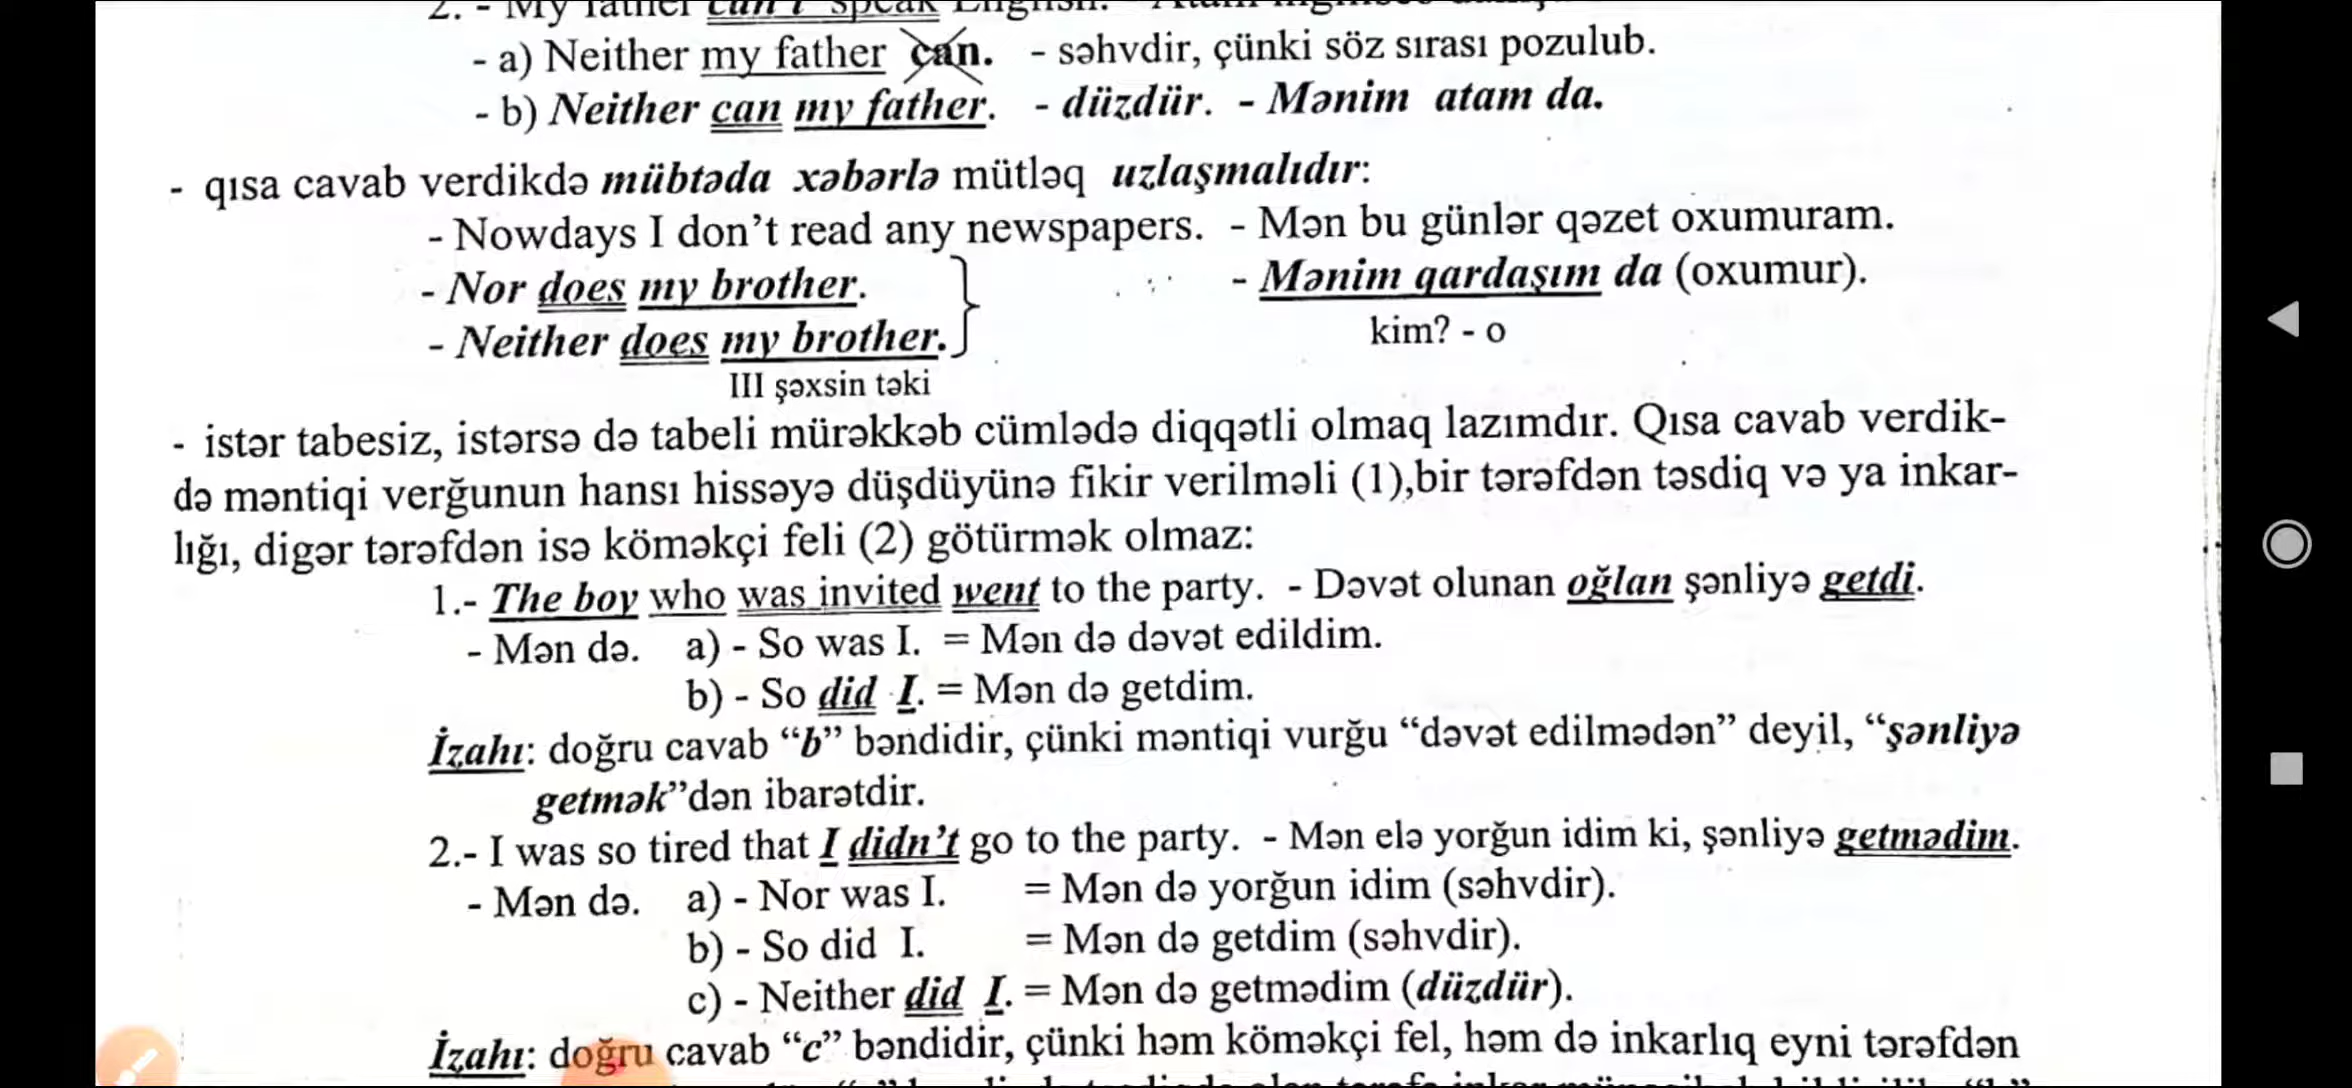 2. - My father can't speak English. - Atam
- a) Neither my father can. - səhvdir, çünki söz sırası pozulub.
- b) Neither can my father. - düzdür. - Mənim atam da.
- qısa cavab verdikdə mübtəda xəbərlə mütləq uzlaşmalıdır:
- Nowdays I don't read any newspapers. - Mən bu günlər qəzet oxumuram.
- Nor does my brother. - Mənim qardaşım da (oxumur).
- Neither does my brother. kim? - o
III şəxsin təki
- istər tabesiz, istərsə də tabeli mürəkkəb cümlədə diqqətli olmaq lazımdır. Qısa cavab verdik-
də məntiqi verğunun hansı hissəyə düşdüyünə fikir verilməli (1),bir tərəfdən təsdiq və ya inkar-
lığı, digər tərəfdən isə köməkçi feli (2) götürmək olmaz:
1.- The boy who was invited went to the party. - Dəvət olunan oğlan şənliyə getdi.
- Mən də. a) - So was I. = Mən də dəvət edildim.
b) - So did I. = Mən də getdim.
İzahı: doğru cavab “b” bəndidir, çünki məntiqi vurğu “dəvət edilmədən” deyil, “şənliyə
getmək”dən ibarətdir.
2.- I was so tired that I didn't go to the party. - Mən elə yorğun idim ki, şənliyə getmədim.
- Mən də. a) - Nor was I. = Mən də yorğun idim (səhvdir).
b) - So did I. = Mən də getdim (səhvdir).
c) - Neither did I. = Mən də getmədim (düzdür).
İzahı: doğru cavab “c” bəndidir, çünki həm köməkçi fel, həm də inkarlıq eyni tərəfdən